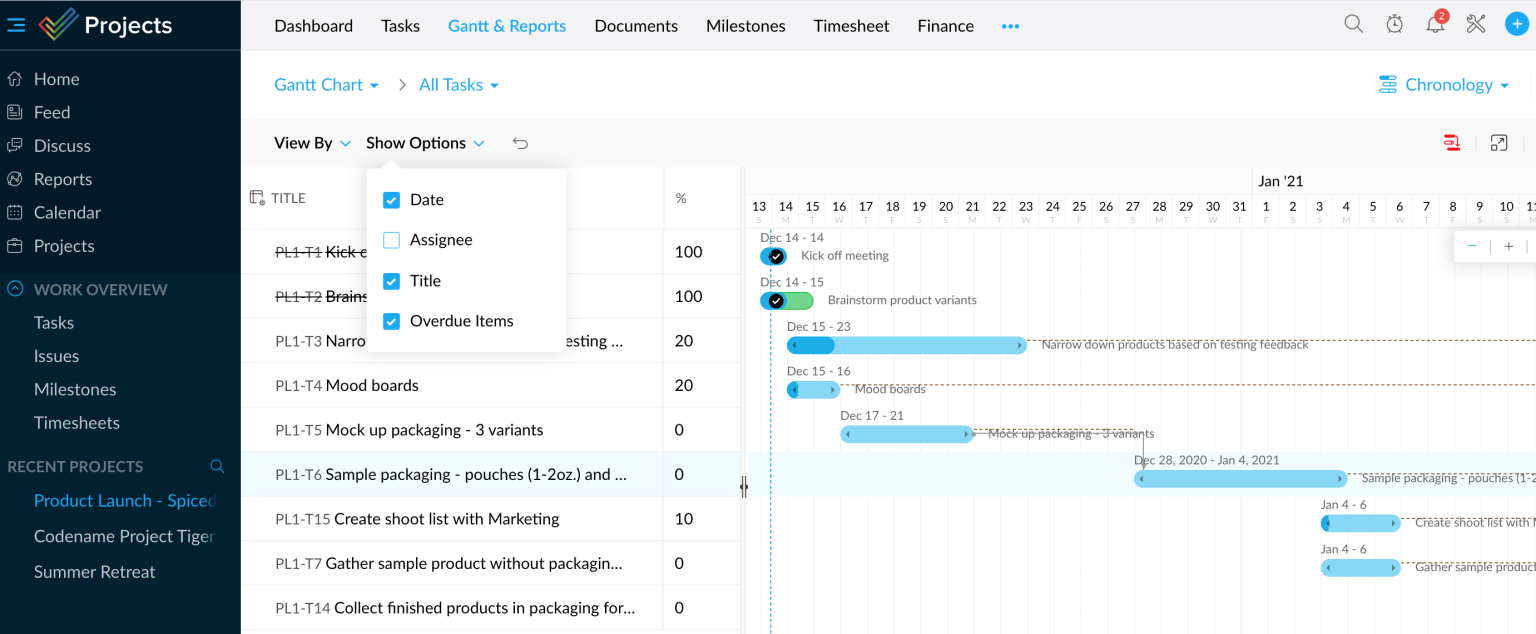 Projects
Dashboard Tasks Gantt & Reports Documents Milestones Timesheet Finance
2
Home
Feed
Discuss
Reports
Calendar
Projects
WORK OVERVIEW
Tasks
Issues
Milestones
Timesheets
RECENT PROJECTS
Product Launch - Spiced
Codename Project Tiger
Summer Retreat
Gantt Chart > All Tasks
Chronology
View By Show Options
Date
Assignee
Title
Overdue Items
TITLE %
PL1-T1 Kick 100
PL1-T2 Brains 100
PL1-T3 Narro esting ... 20
PL1-T4 Mood boards 20
PL1-T5 Mock up packaging - 3 variants 0
PL1-T6 Sample packaging - pouches (1-2oz.) and ... 0
PL1-T15 Create shoot list with Marketing 10
PL1-T7 Gather sample product without packagin... 0
PL1-T14 Collect finished products in packaging for... 0
Jan '21
13 14 15 16 17 18 19 20 21 22 23 24 25 26 27 28 29 30 31 1 2 3 4 5 6 7 8 9 10 11
S M T W T F S S M T W T F S S M T W T F S S M T W T F S S
Dec 14 - 14
Kick off meeting
Dec 14 - 15
Brainstorm product variants
Dec 15 - 23
Narrow down products based on testing feedback
Dec 15 - 16
Mood boards
Dec 17 - 21
Mock up packaging - 3 variants
Dec 28, 2020 - Jan 4, 2021
Sample packaging - pouches (1-2
Jan 4 - 6
Create shoot list with
Jan 4 - 6
Gather sample product